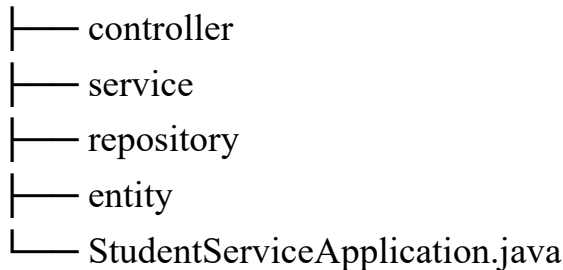 ├── controller
├── service
├── repository
├── entity
└── StudentServiceApplication.java